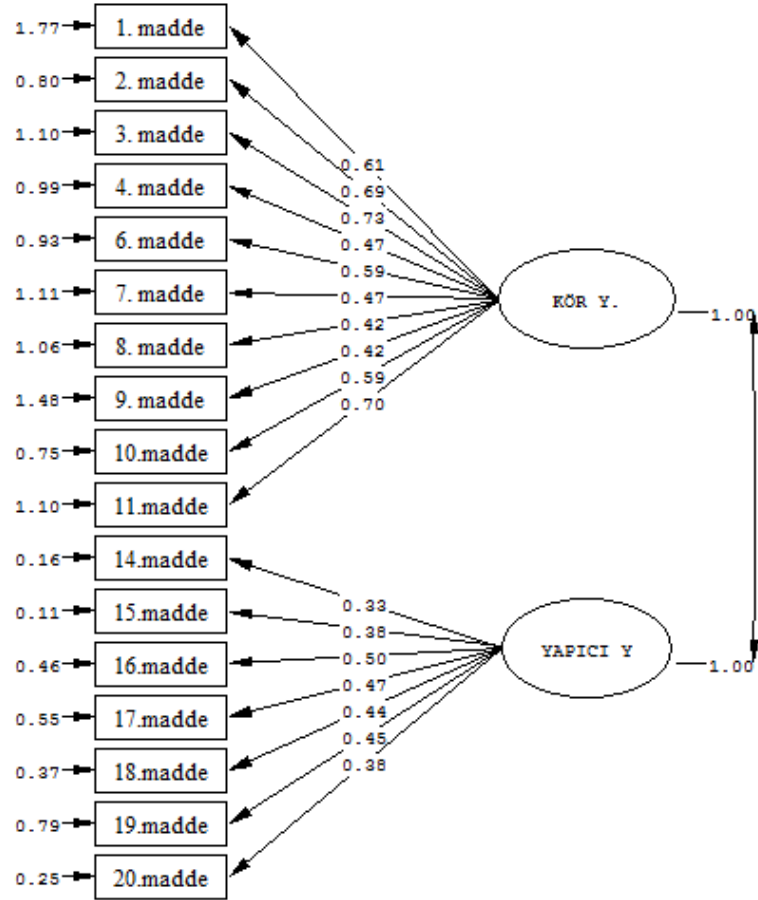 1.77 1. madde
0.80 2. madde
1.10 3. madde
0.99 4. madde
0.93 6. madde
1.11 7. madde
1.06 8. madde
1.48 9. madde
0.75 10.madde
1.10 11.madde
0.16 14.madde
0.11 15.madde
0.46 16.madde
0.55 17.madde
0.37 18.madde
0.79 19.madde
0.25 20.madde
0.61
0.69
0.73
0.47
0.59
0.47
0.42
0.42
0.59
0.70
0.33
0.38
0.50
0.47
0.44
0.45
0.38
KÖR Y.
1.00
YAPICI Y
1.00